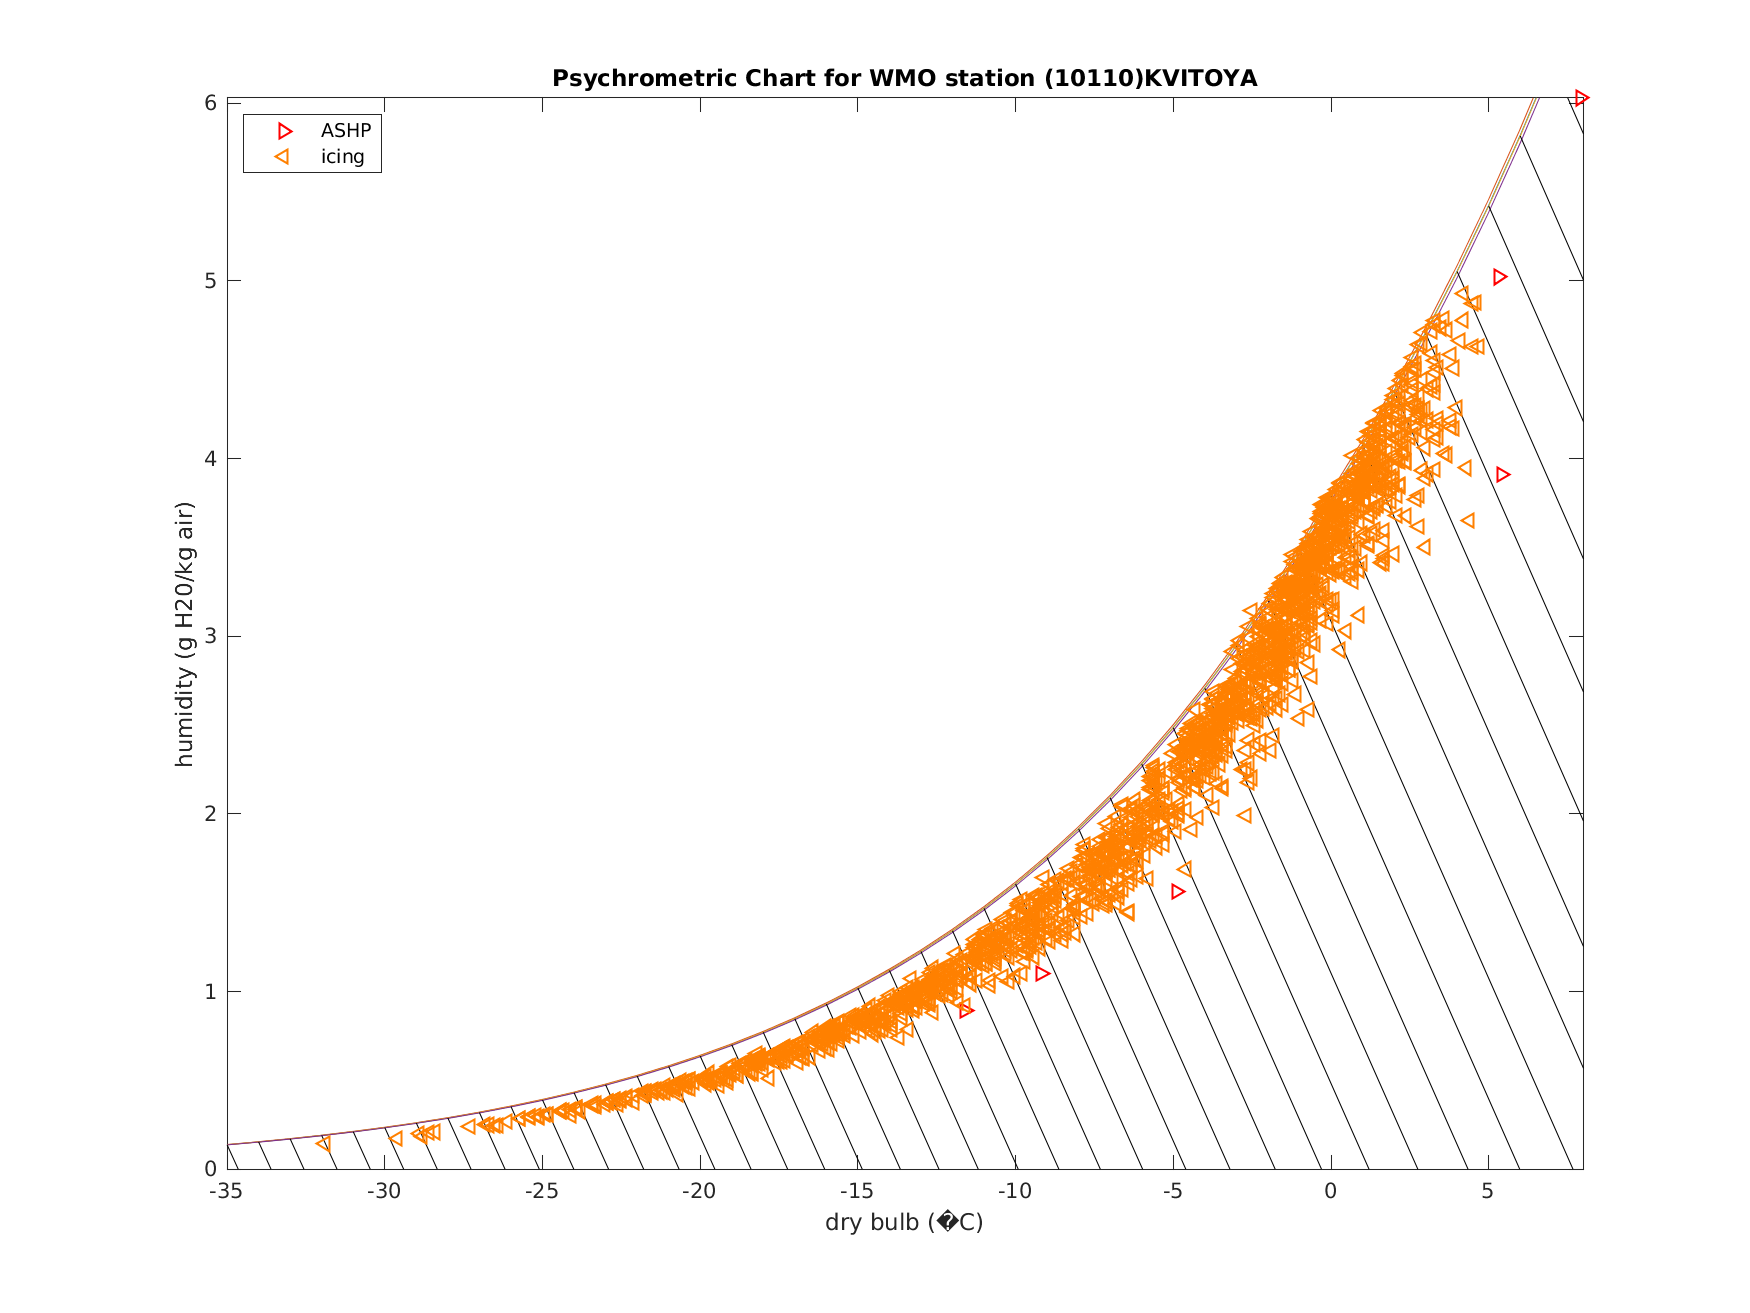 Psychrometric Chart for WMO station (10110)KVITOYA
ASHP
icing
humidity (g H20/kg air)
6
5
4
3
2
1
0
-35 -30 -25 -20 -15 -10 -5 0 5
dry bulb (�C)